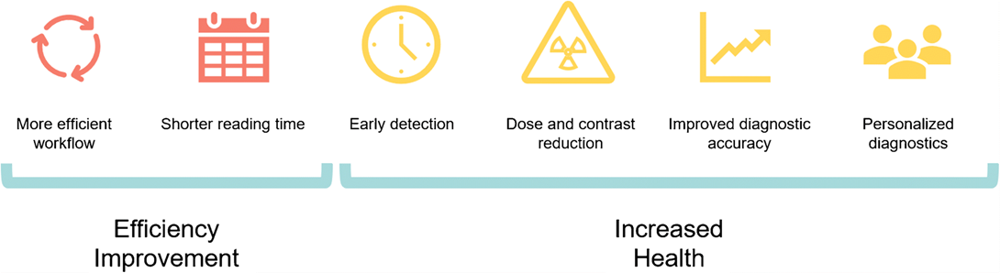 More efficient
workflow
Shorter reading time
Early detection
Dose and contrast
reduction
Improved diagnostic
accuracy
Personalized
diagnostics
Efficiency
Improvement
Increased
Health